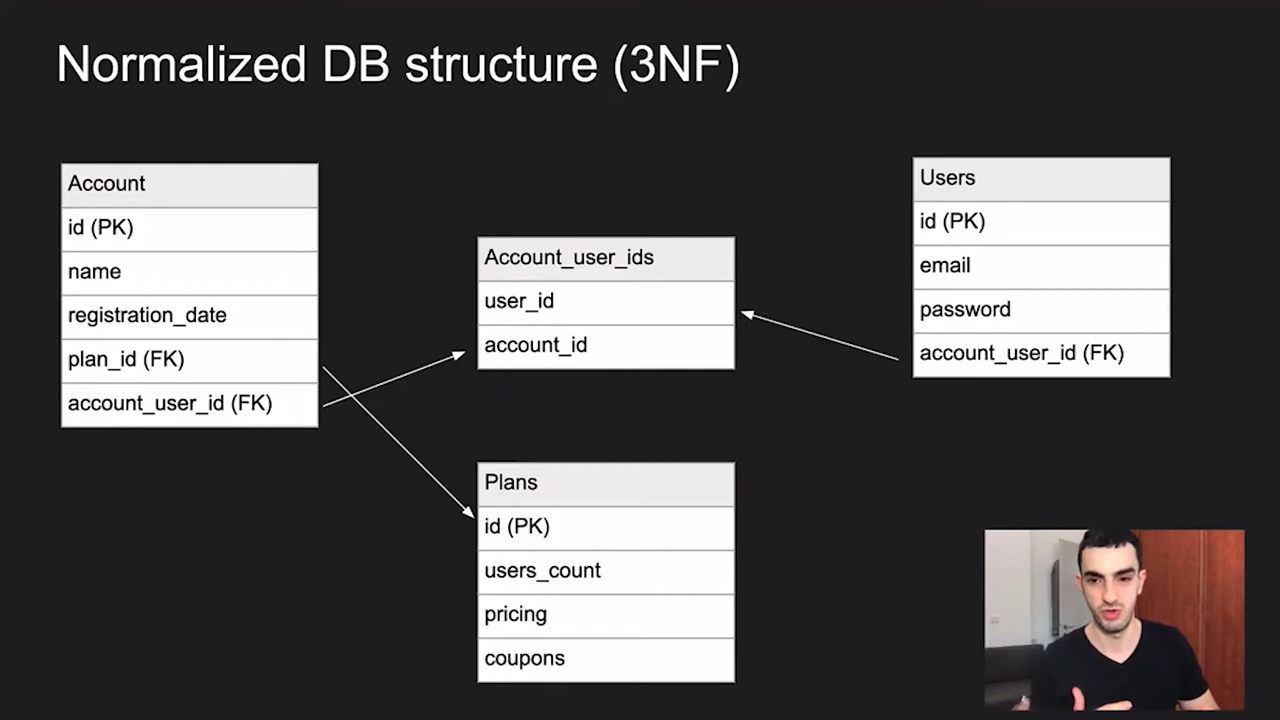 Normalized DB structure (3NF)
Account
id (PK)
name
registration_date
plan_id (FK)
account_user_id (FK)
Account_user_ids
user_id
account_id
Plans
id (PK)
users_count
pricing
coupons
Users
id (PK)
email
password
account_user_id (FK)